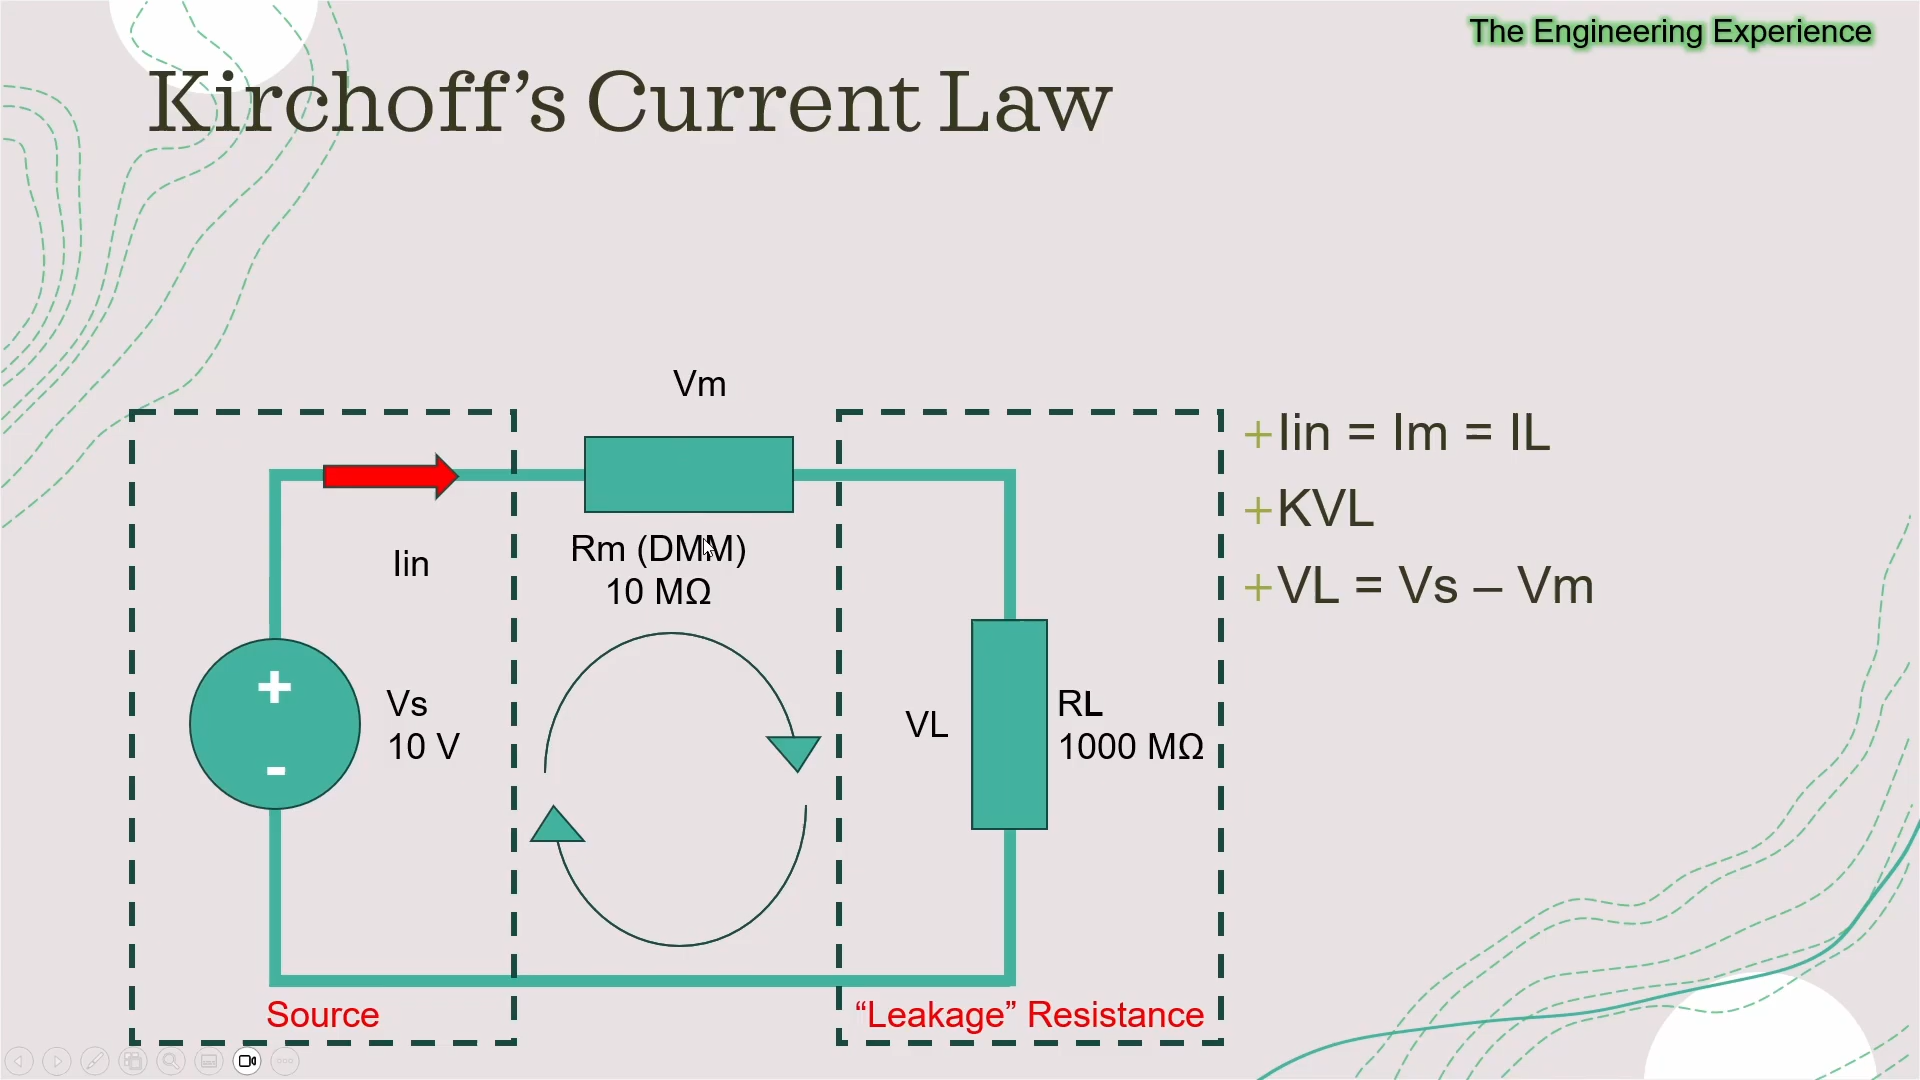 The Engineering Experience
Kirchoff’s Current Law
Vm
+Iin = Im = IL
+KVL
+VL = Vs – Vm
Iin
Rm (DMM)
10 MΩ
+
-
Vs
10 V
VL
RL
1000 MΩ
Source
“Leakage” Resistance